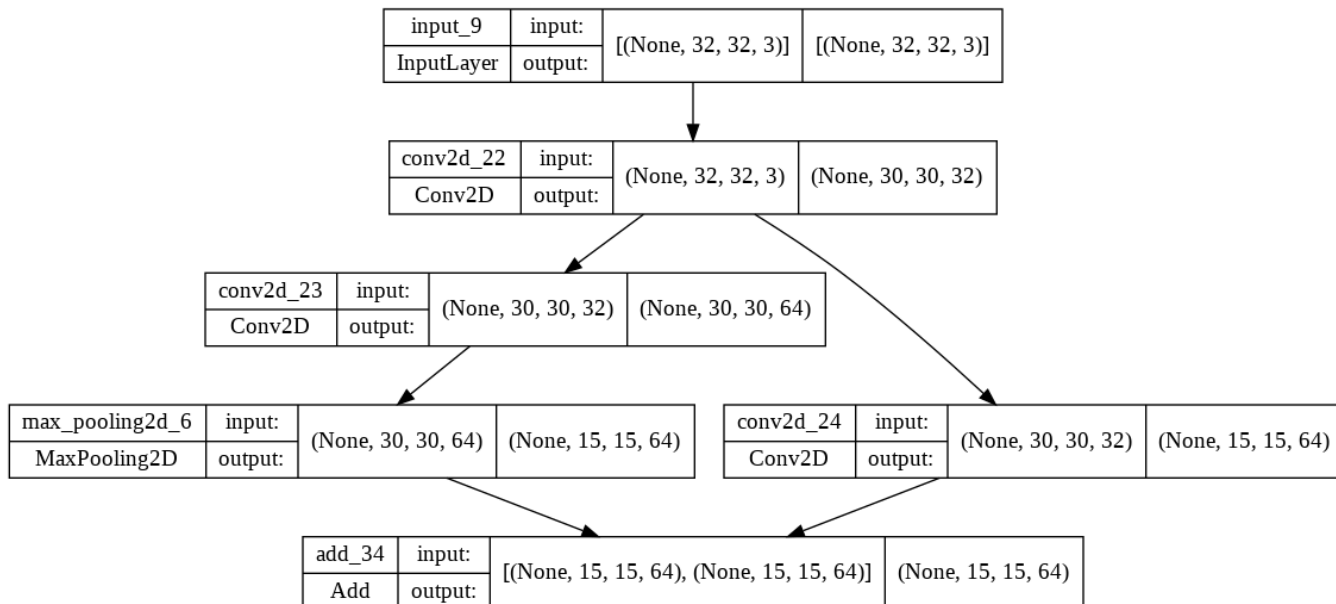 input_9 input: [(None, 32, 32, 3)] [(None, 32, 32, 3)]
InputLayer output:
conv2d_22 input: (None, 32, 32, 3) (None, 30, 30, 32)
Conv2D output:
conv2d_23 input: (None, 30, 30, 32) (None, 30, 30, 64)
Conv2D output:
max_pooling2d_6 input: (None, 30, 30, 64) (None, 15, 15, 64)
MaxPooling2D output:
conv2d_24 input: (None, 30, 30, 32) (None, 15, 15, 64)
Conv2D output:
add_34 input: [(None, 15, 15, 64), (None, 15, 15, 64)] (None, 15, 15, 64)
Add output: